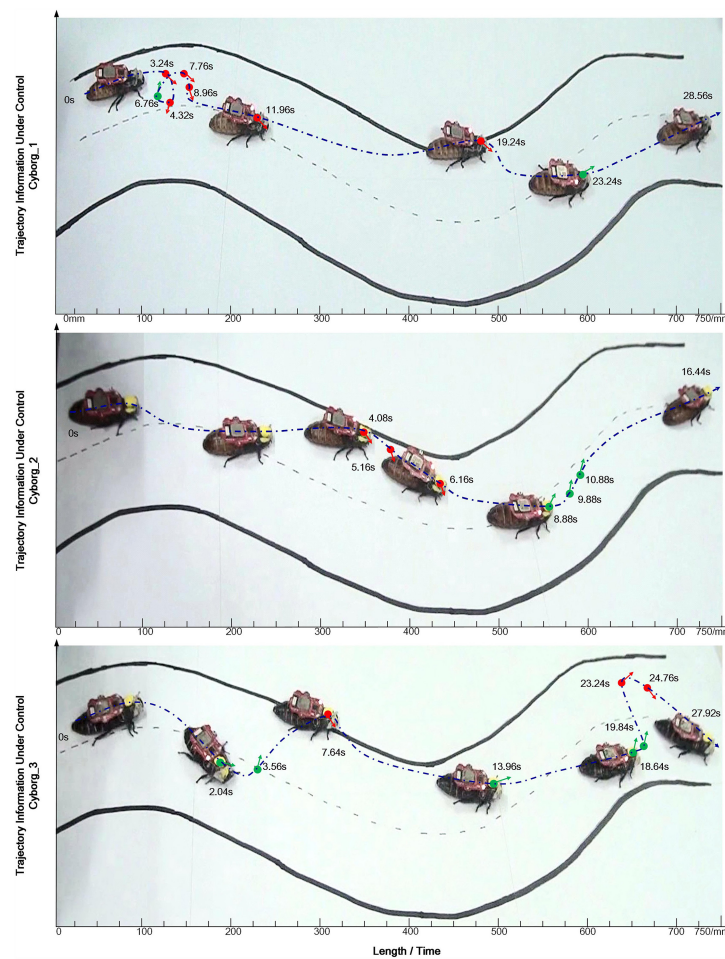 Trajectory Information Under Control
Cyborg_1
0s
3.24s
7.76s
6.76s
4.32s
8.96s
11.96s
19.24s
23.24s
28.56s
0mm 100 200 300 400 500 600 700 750/mm
Trajectory Information Under Control
Cyborg_2
0s
4.08s
5.16s
6.16s
8.88s
9.88s
10.88s
16.44s
0 100 200 300 400 500 600 700 750/mm
Trajectory Information Under Control
Cyborg_3
0s
2.04s
3.56s
7.64s
13.96s
18.64s
19.84s
23.24s
24.76s
27.92s
0 100 200 300 400 500 600 700 750/mm
Length / Time